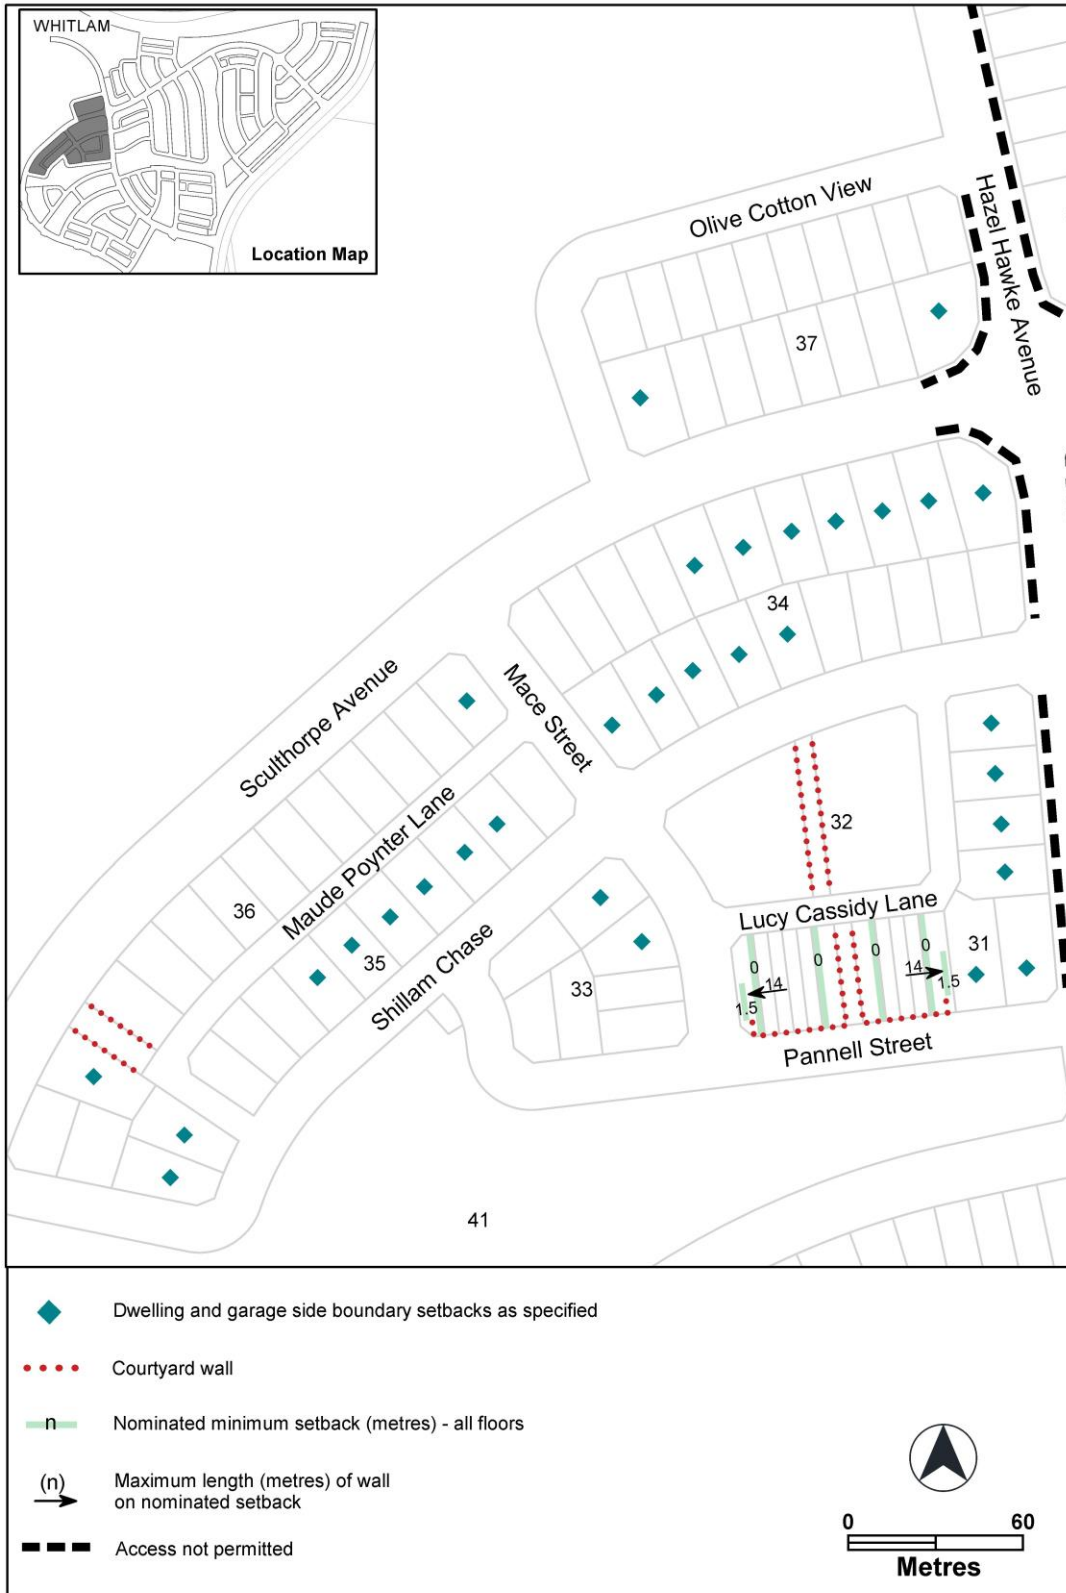 WHITLAM
Location Map
Olive Cotton View
Hazel Hawke Avenue
37
34
Sculthorpe Avenue
Mace Street
Maude Poynter Lane
32
36
35
Shillam Chase
Lucy Cassidy Lane
33
31
0
0
0
0
14
14
1.5
1.5
Pannell Street
41
Dwelling and garage side boundary setbacks as specified
Courtyard wall
n
Nominated minimum setback (metres) - all floors
(n)
Maximum length (metres) of wall
on nominated setback
Access not permitted
0 60
Metres